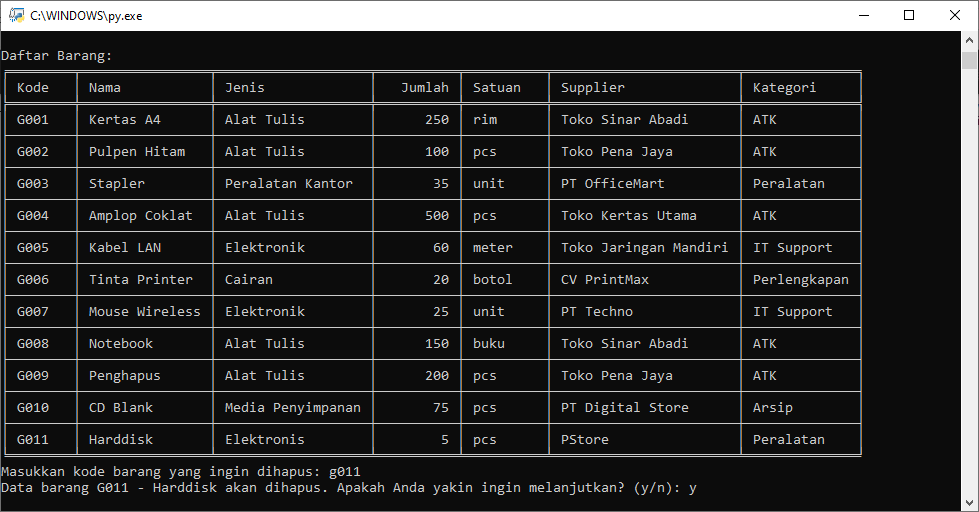 C:\WINDOWS\py.exe
Daftar Barang:
Kode Nama Jenis Jumlah Satuan Supplier Kategori
G001 Kertas A4 Alat Tulis 250 rim Toko Sinar Abadi ATK
G002 Pulpen Hitam Alat Tulis 100 pcs Toko Pena Jaya ATK
G003 Stapler Peralatan Kantor 35 unit PT OfficeMart Peralatan
G004 Amplop Coklat Alat Tulis 500 pcs Toko Kertas Utama ATK
G005 Kabel LAN Elektronik 60 meter Toko Jaringan Mandiri IT Support
G006 Tinta Printer Cairan 20 botol CV PrintMax Perlengkapan
G007 Mouse Wireless Elektronik 25 unit PT Techno IT Support
G008 Notebook Alat Tulis 150 buku Toko Sinar Abadi ATK
G009 Penghapus Alat Tulis 200 pcs Toko Pena Jaya ATK
G010 CD Blank Media Penyimpanan 75 pcs PT Digital Store Arsip
G011 Harddisk Elektronis 5 pcs PStore Peralatan
Masukkan kode barang yang ingin dihapus: g011
Data barang G011 - Harddisk akan dihapus. Apakah Anda yakin ingin melanjutkan? (y/n): y